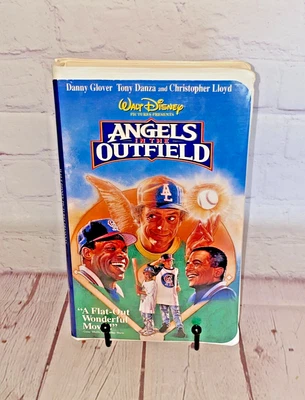 Danny Glover Tony Danza and Christopher Lloyd
WALT DISNEY
PICTURES PRESENTS
ANGELS
IN THE
OUTFIELD
AL
"A Flat-Out
Wonderful
Movie!"